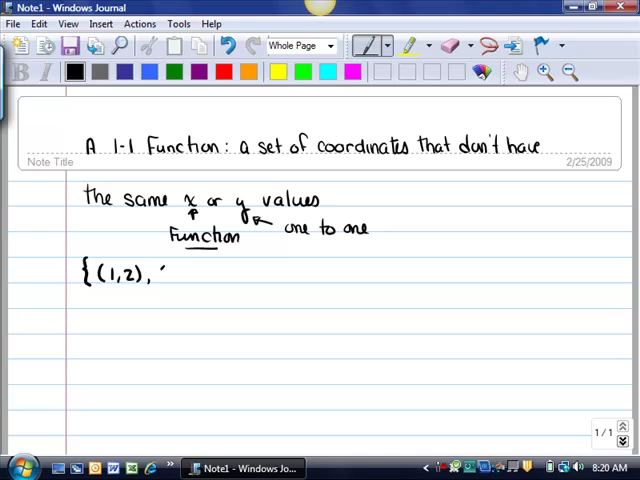 Note1 - Windows Journal
File Edit View Insert Actions Tools Help
Whole Page
A 1-1 Function: a set of coordinates that don't have
Note Title
2/25/2009
the same x or y values
Function one to one
{(1,2),
1 / 1
Note1 - Windows Jo...
8:20 AM